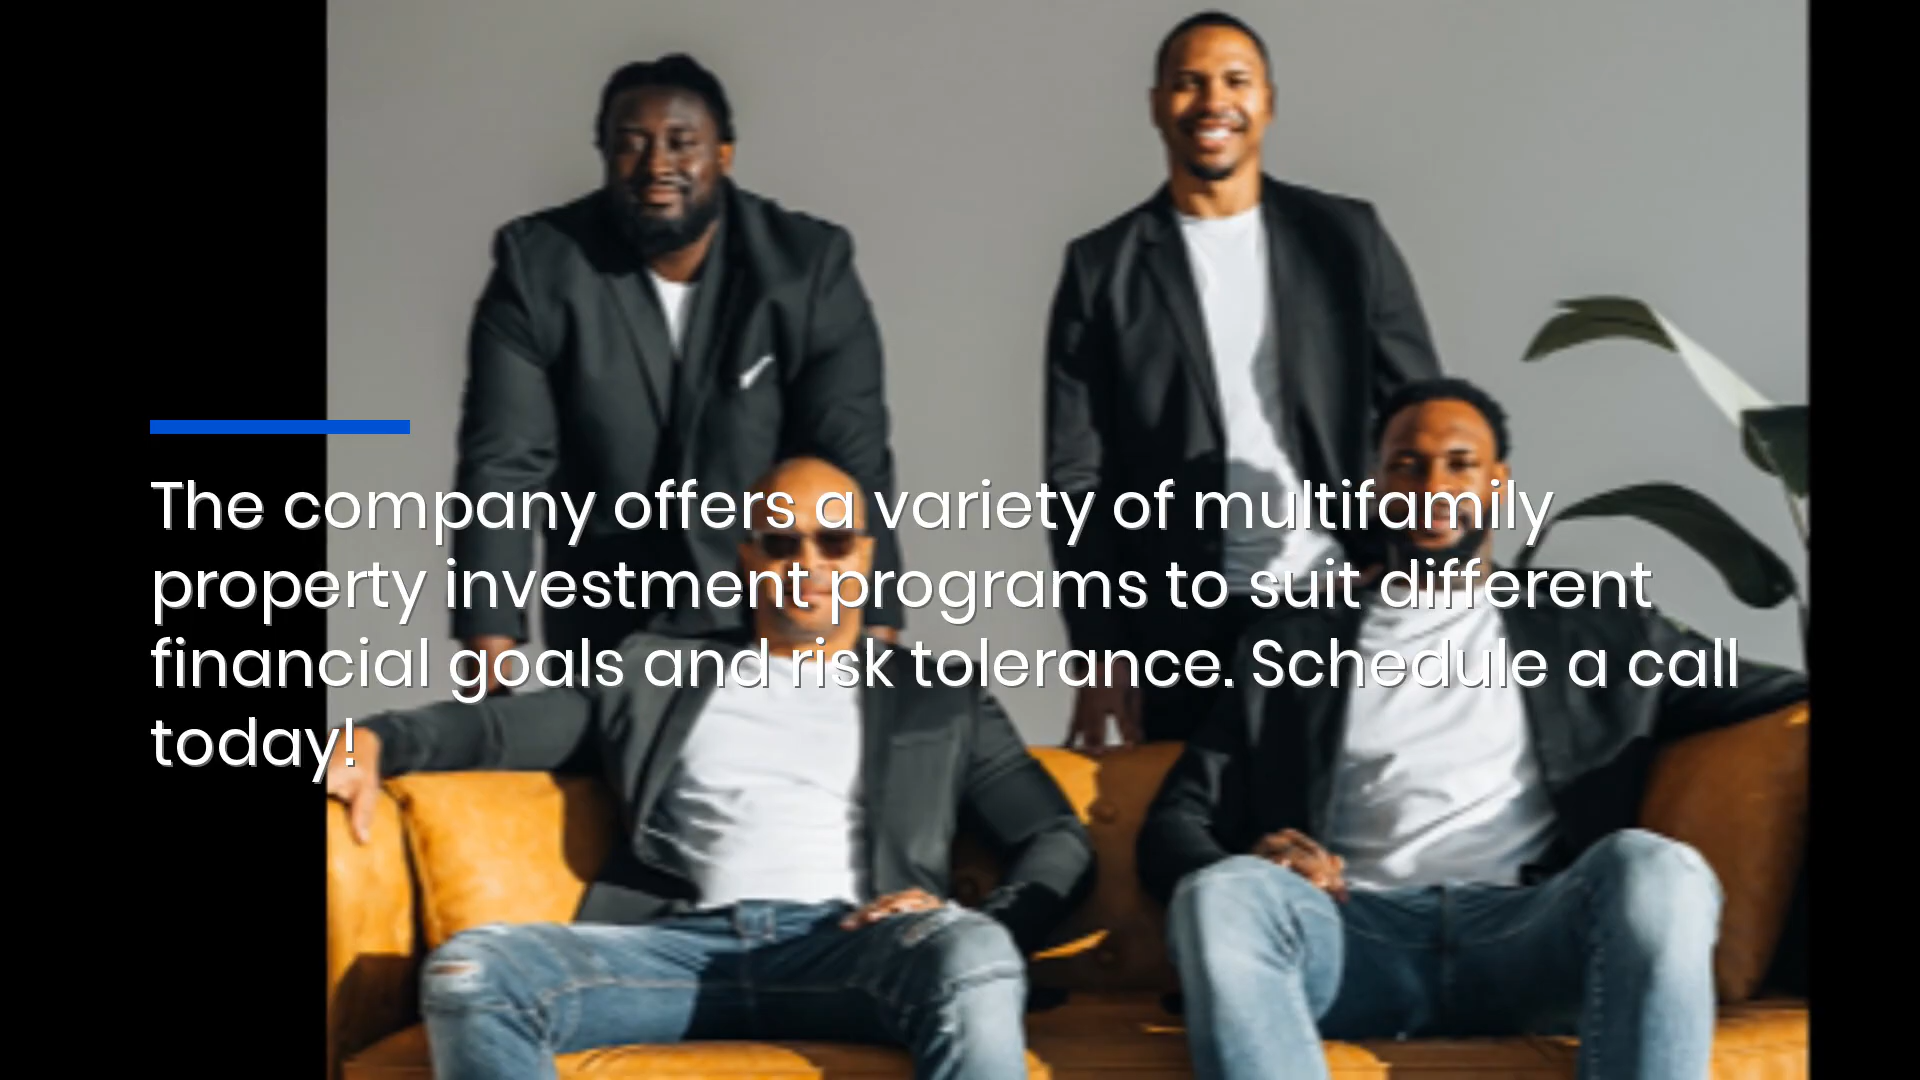 The company offers a variety of multifamily
property investment programs to suit different
financial goals and risk tolerance. Schedule a call
today!